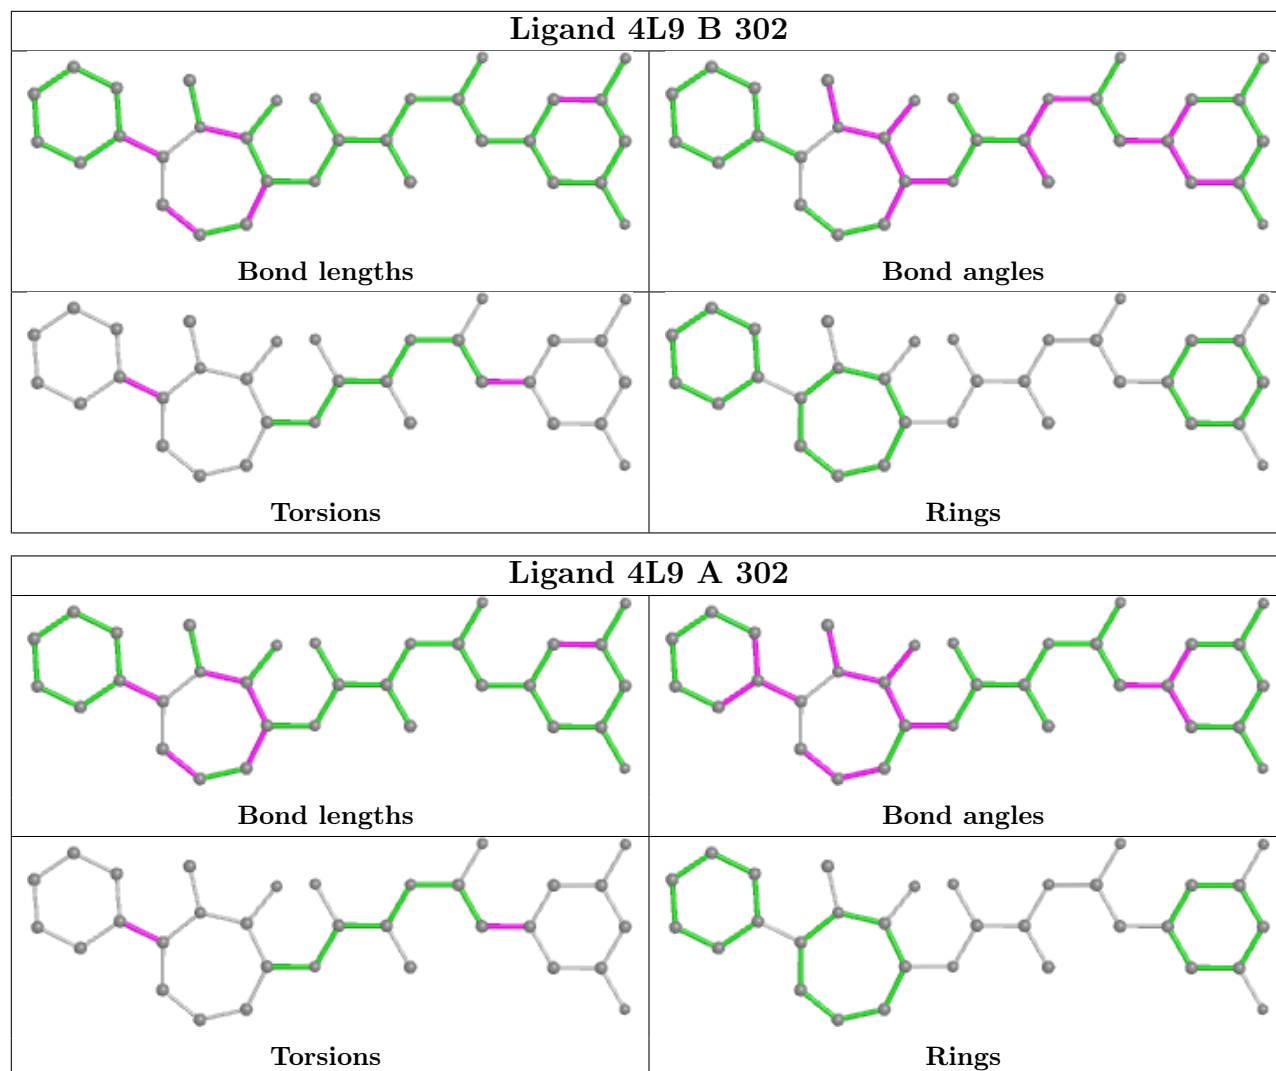 Ligand 4L9 B 302
Bond lengths
Bond angles
Torsions
Rings
Ligand 4L9 A 302
Bond lengths
Bond angles
Torsions
Rings